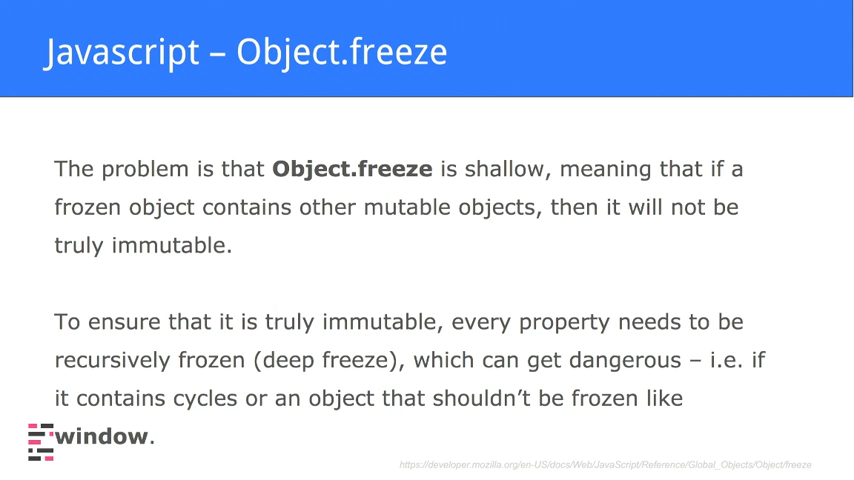 Javascript – Object.freeze
The problem is that Object.freeze is shallow, meaning that if a
frozen object contains other mutable objects, then it will not be
truly immutable.
To ensure that it is truly immutable, every property needs to be
recursively frozen (deep freeze), which can get dangerous – i.e. if
it contains cycles or an object that shouldn’t be frozen like
window.
https://developer.mozilla.org/en-US/docs/Web/JavaScript/Reference/Global_Objects/Object/freeze